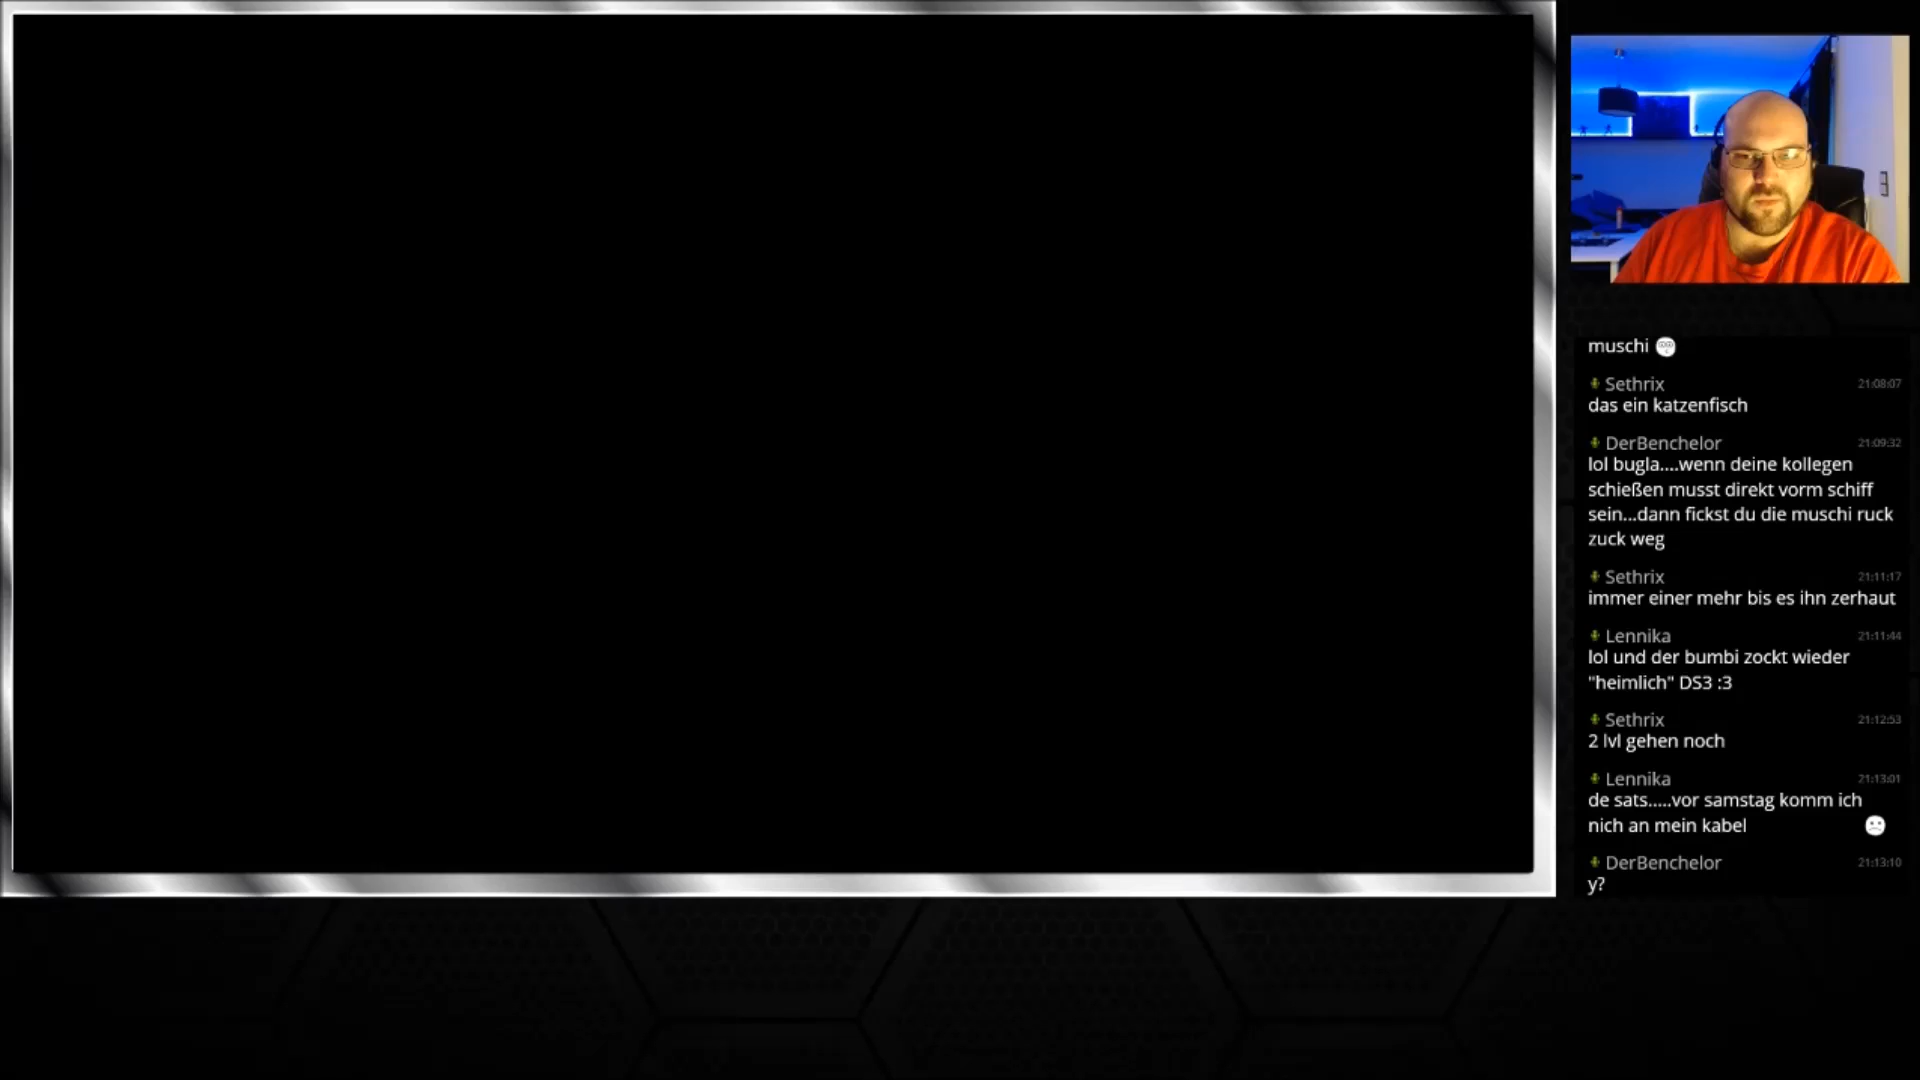 muschi
Sethrix 21:08:07
das ein katzenfisch
DerBenchelor 21:09:32
lol bugla....wenn deine kollegen
schießen musst direkt vorm schiff
sein...dann fickst du die muschi ruck
zuck weg
Sethrix 21:11:17
immer einer mehr bis es ihn zerhaut
Lennika 21:11:44
lol und der bumbi zockt wieder
"heimlich" DS3 :3
Sethrix 21:12:53
2 lvl gehen noch
Lennika 21:13:01
de sats.....vor samstag komm ich
nich an mein kabel
DerBenchelor 21:13:10
y?